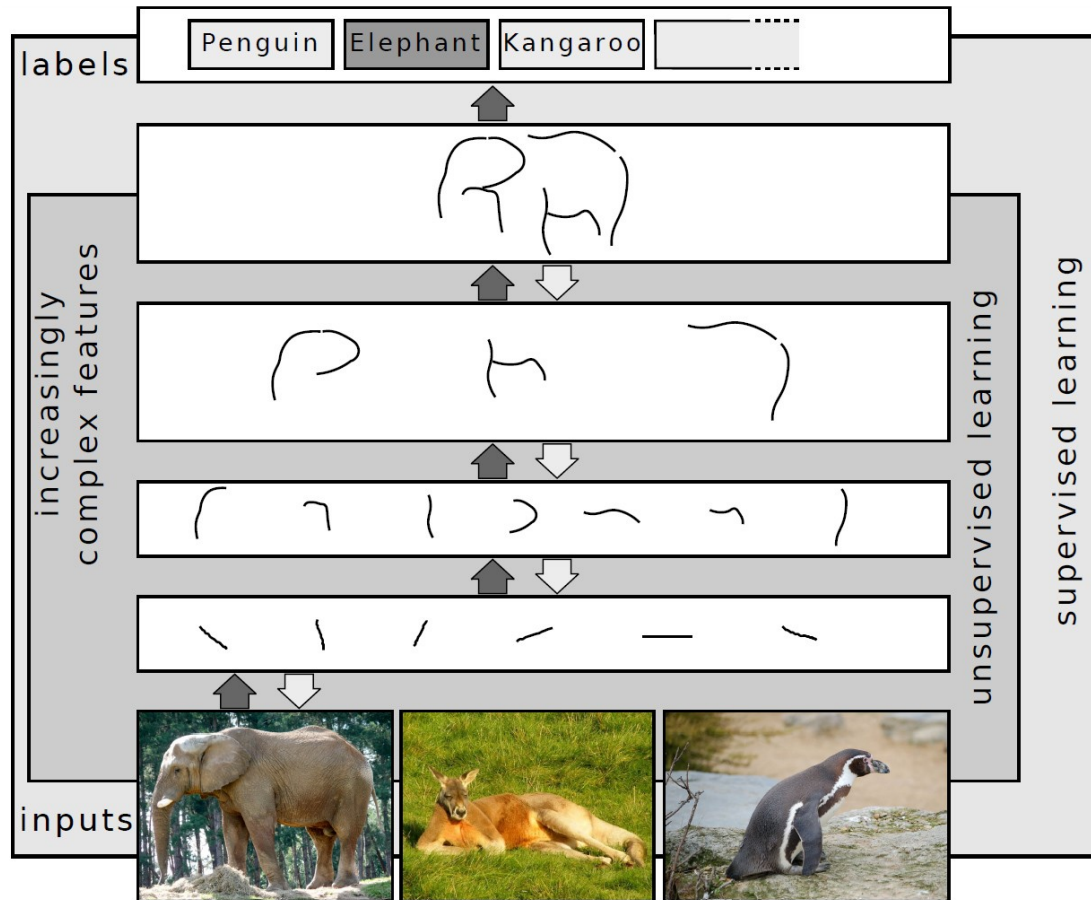 Penguin
Elephant
Kangaroo
labels
increasingly
complex features
unsupervised learning
supervised learning
inputs